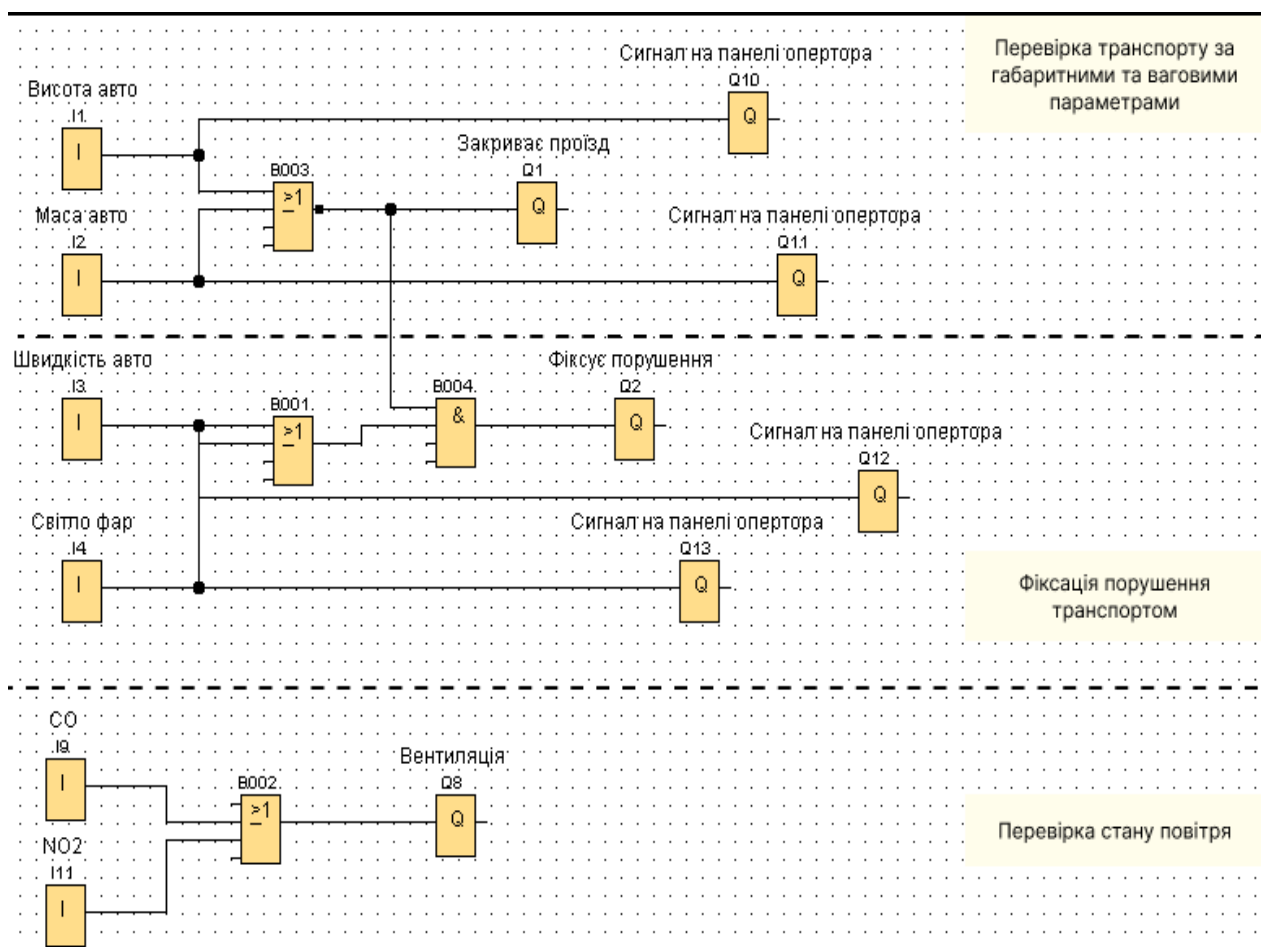 Сигнал на панелі опертора
Q10
Q
Перевірка транспорту за
габаритними та ваговими
параметрами
Висота авто
I1
I
Закриває проїзд
B003
≥1
Q1
Q
Маса авто
I2
I
Сигнал на панелі опертора
Q11
Q
Швидкість авто
I3
I
B001
≥1
B004
&
Фіксує порушення
Q2
Q
Сигнал на панелі опертора
Q12
Q
Світло фар
I4
I
Сигнал на панелі опертора
Q13
Q
Фіксація порушення
транспортом
CO
I9
I
B002
≥1
Вентиляція
Q8
Q
Перевірка стану повітря
NO2
I11
I